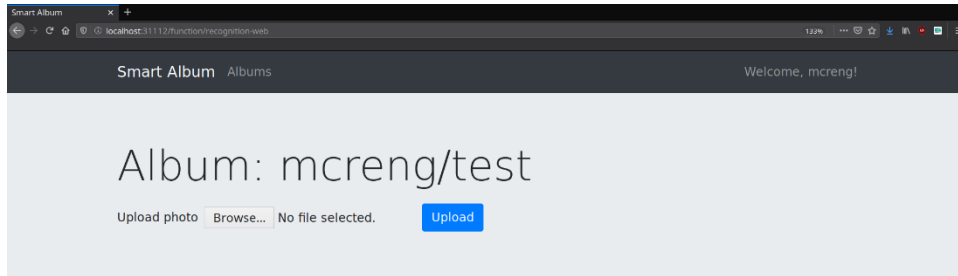 Smart Album × +
localhost:31112/function/recognition-web 133% ...
Smart Album Albums Welcome, mcreng!
Album: mcreng/test
Upload photo Browse... No file selected. Upload